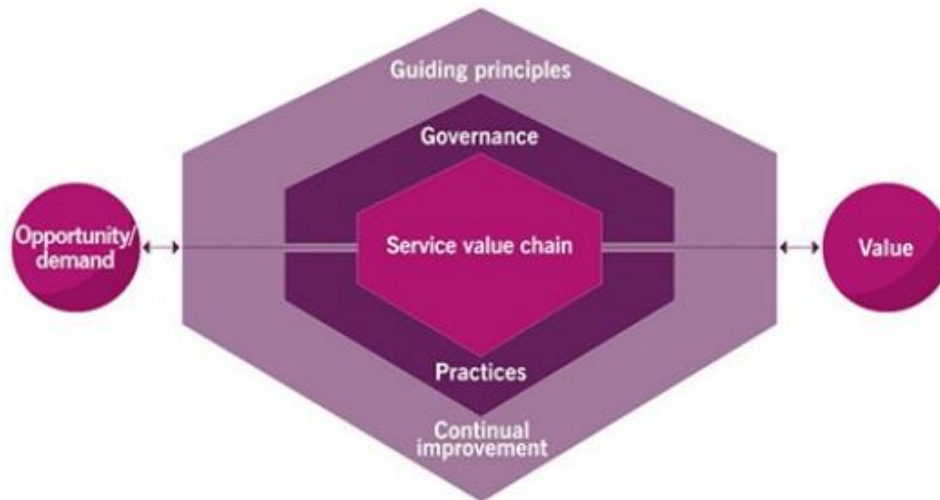 Guiding principles
Governance
Opportunity/
demand
Service value chain
Value
Practices
Continual
improvement